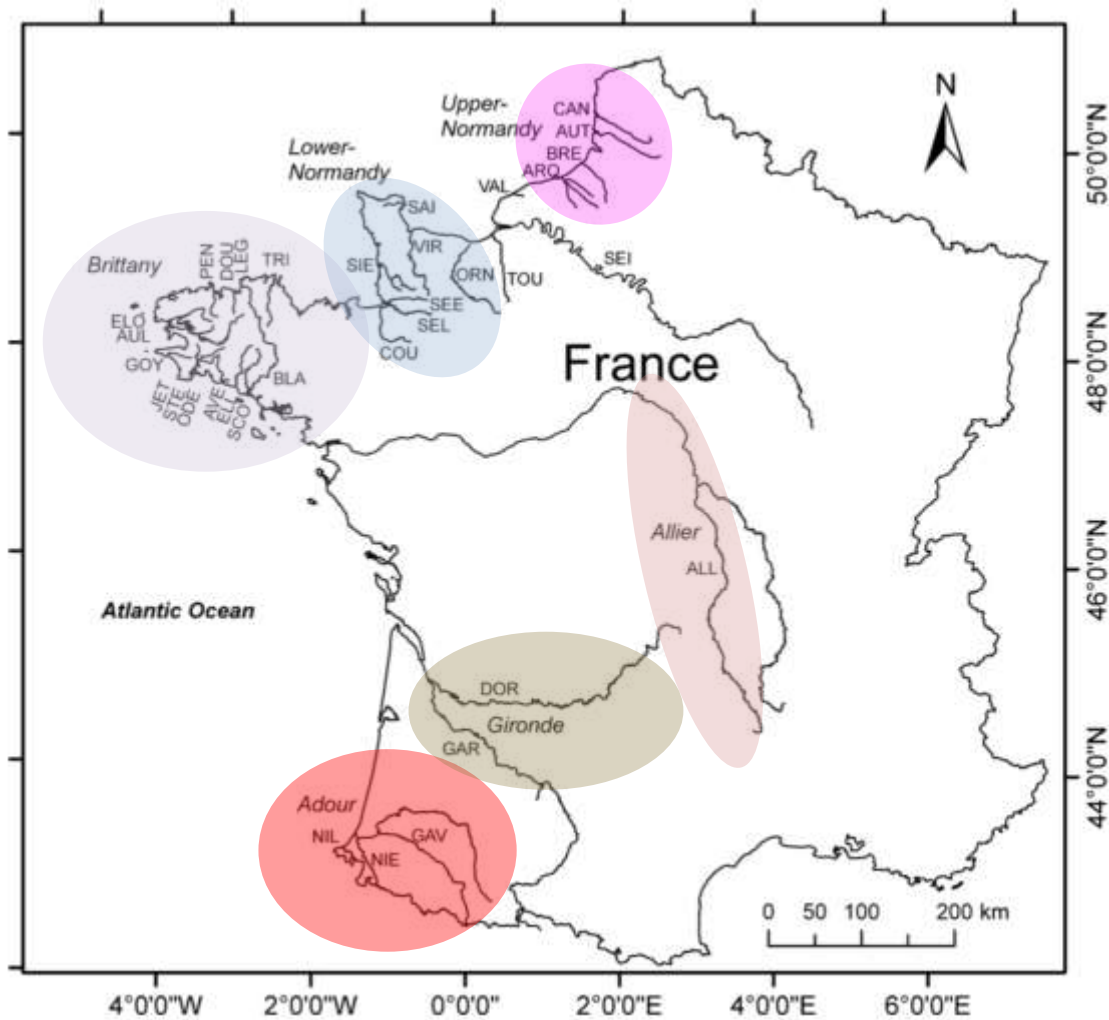 N
Upper-
Normandy
CAN
AUT
BRE
ARQ
VAL
Lower-
Normandy
SAI
VIR
SIE
ORN
TOU
SEI
SEE
SEL
COU
Brittany
PEN
DOU
LEG
TRI
ELO
AUL
GOY
JET
STE
ODE
AVE
ELL
SCO
BLA
France
Allier
ALL
Atlantic Ocean
DOR
Gironde
GAR
Adour
NIL
NIE
GAV
0 50 100 200 km
50°0'0"N
48°0'0"N
46°0'0"N
44°0'0"N
4°0'0"W 2°0'0"W 0°0'0" 2°0'0"E 4°0'0"E 6°0'0"E